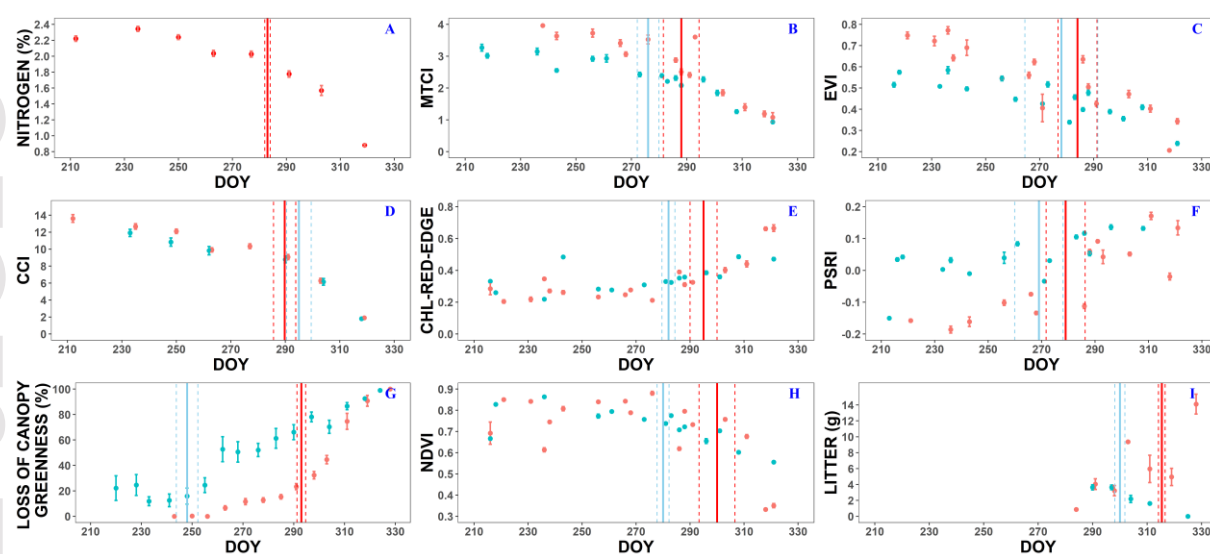 A
NITROGEN (%)
2.4
2.2
2.0
1.8
1.6
1.4
1.2
1.0
0.8
210 230 250 270 290 310 330
DOY
B
MTCI
4
3
2
1
0
210 230 250 270 290 310 330
DOY
C
EVI
0.8
0.7
0.6
0.5
0.4
0.3
0.2
210 230 250 270 290 310 330
DOY
D
CCI
14
12
10
8
6
4
2
0
210 230 250 270 290 310 330
DOY
E
CHL-RED-EDGE
0.8
0.6
0.4
0.2
0.0
210 230 250 270 290 310 330
DOY
F
PSRI
0.2
0.1
0.0
-0.1
-0.2
210 230 250 270 290 310 330
DOY
G
LOSS OF CANOPY
GREENNESS (%)
100
80
60
40
20
0
210 230 250 270 290 310 330
DOY
H
NDVI
0.9
0.8
0.7
0.6
0.5
0.4
0.3
210 230 250 270 290 310 330
DOY
I
LITTER (g)
14
12
10
8
6
4
2
0
210 230 250 270 290 310 330
DOY